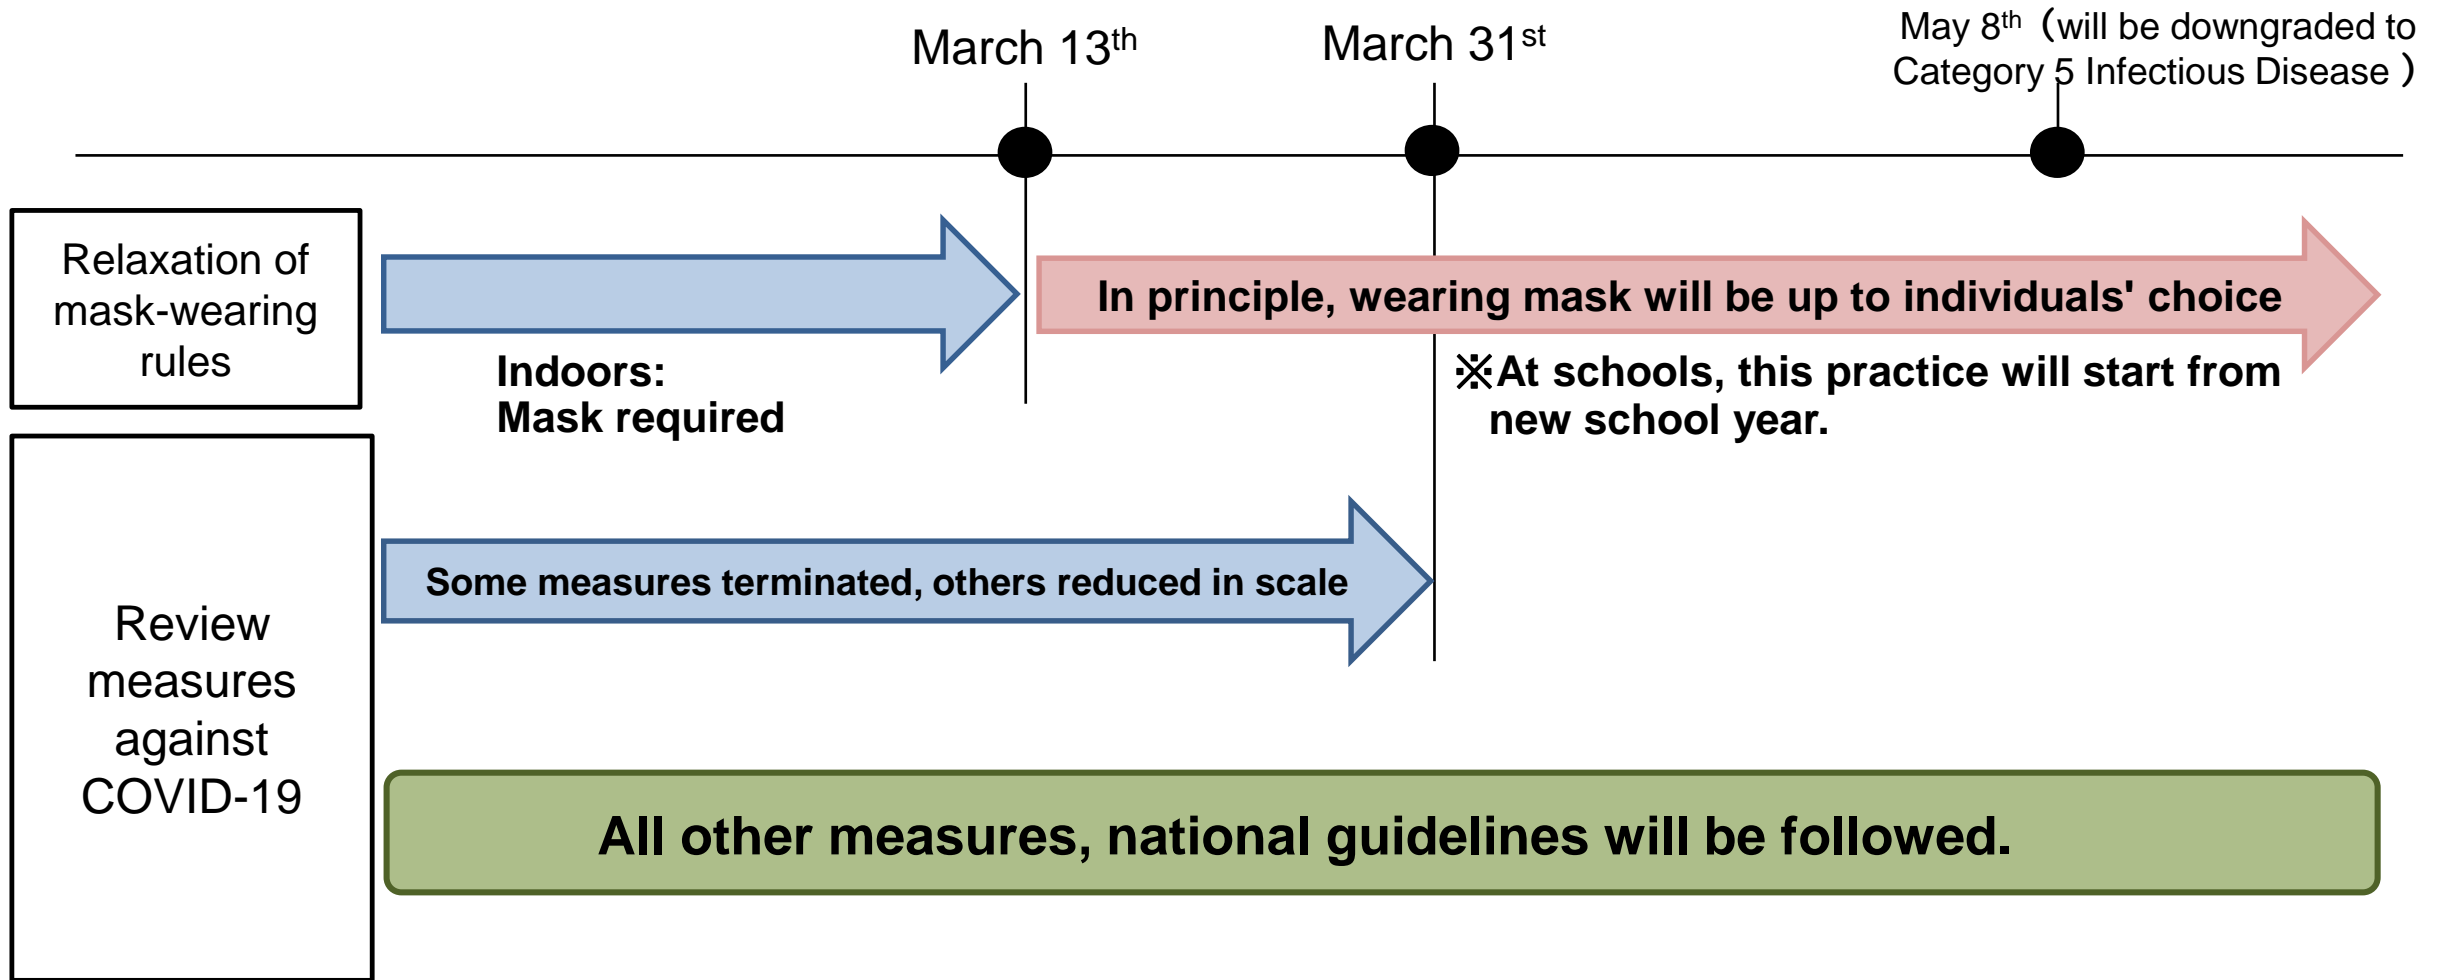 March 13th
March 31st
May 8th（will be downgraded to
Category 5 Infectious Disease ）
Relaxation of
mask-wearing
rules
In principle, wearing mask will be up to individuals' choice
Indoors:
Mask required
※At schools, this practice will start from
new school year.
Review
measures
against
COVID-19
Some measures terminated, others reduced in scale
All other measures, national guidelines will be followed.